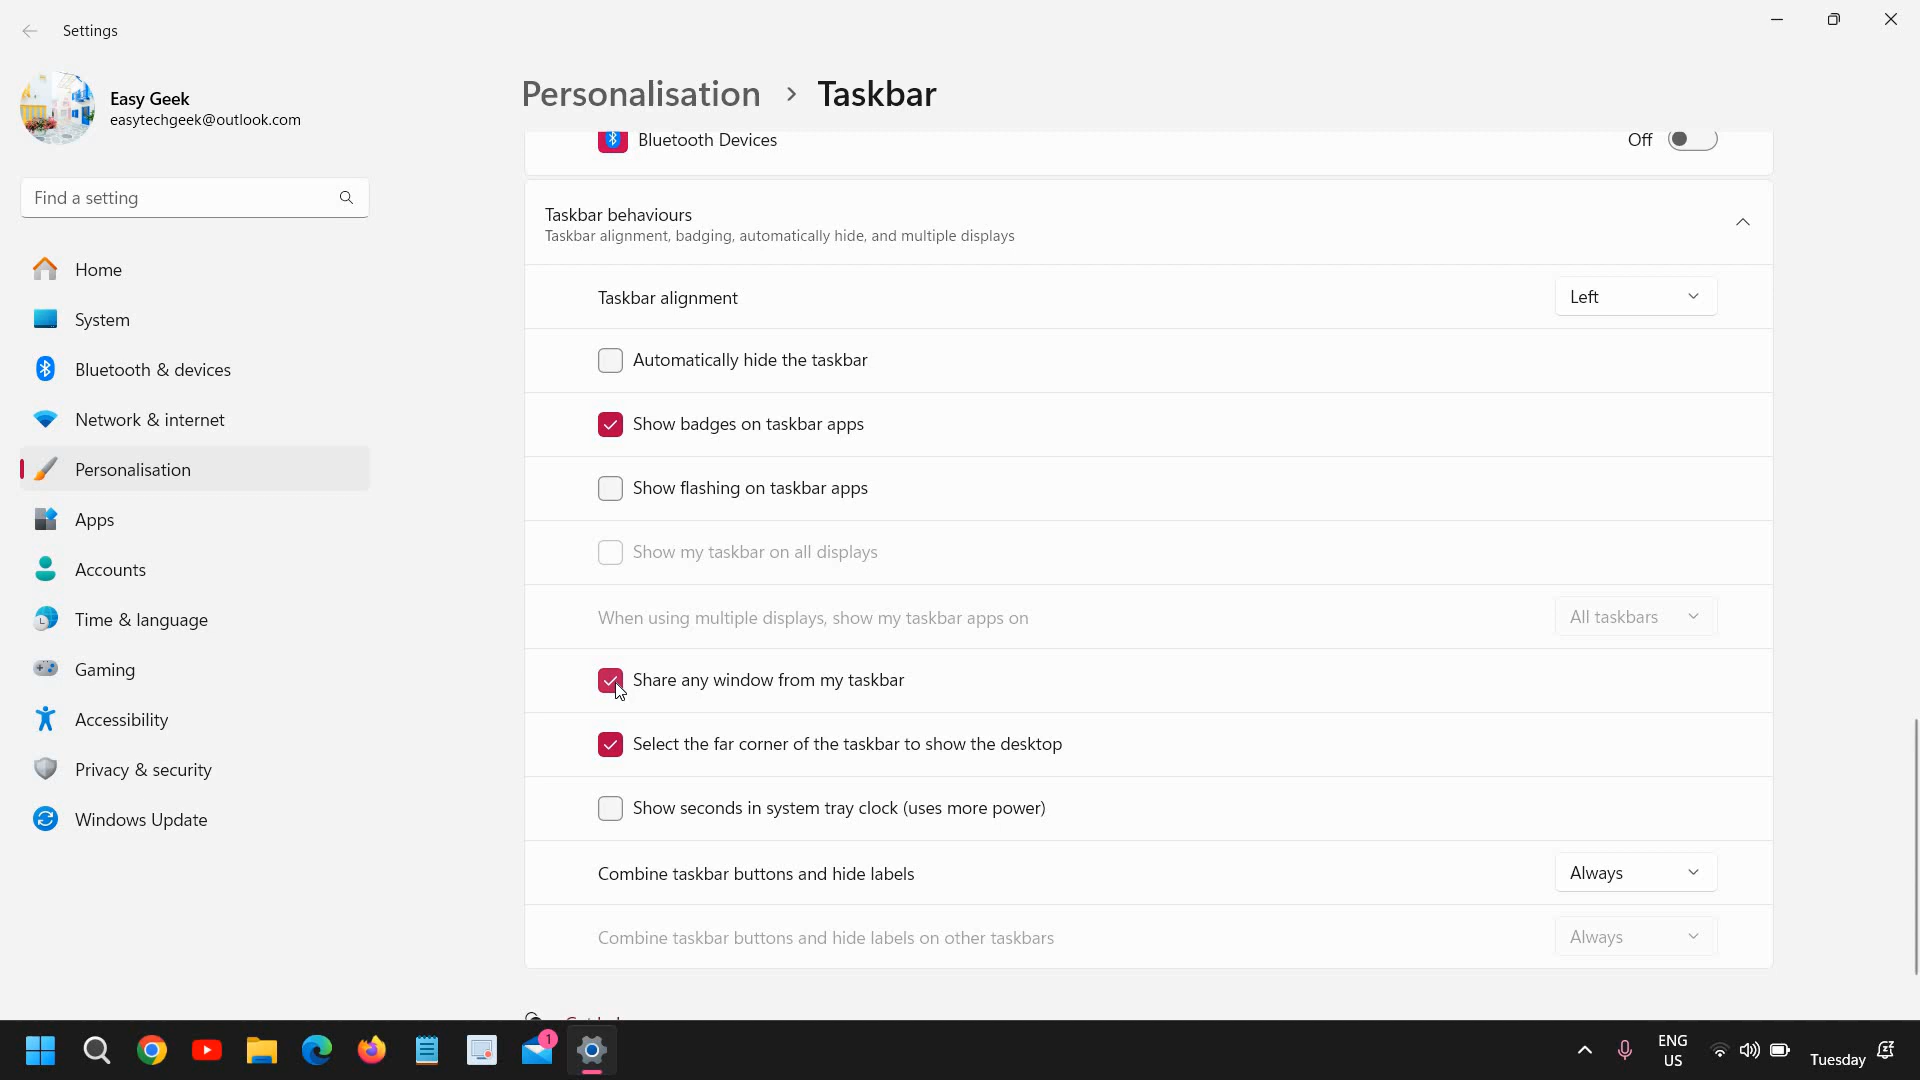 Settings
Easy Geek
easytechgeek@outlook.com
Find a setting
Home
System
Bluetooth & devices
Network & internet
Personalisation
Apps
Accounts
Time & language
Gaming
Accessibility
Privacy & security
Windows Update
Personalisation > Taskbar
Bluetooth Devices Off
Taskbar behaviours
Taskbar alignment, badging, automatically hide, and multiple displays
Taskbar alignment Left
Automatically hide the taskbar
Show badges on taskbar apps
Show flashing on taskbar apps
Show my taskbar on all displays
When using multiple displays, show my taskbar apps on All taskbars
Share any window from my taskbar
Select the far corner of the taskbar to show the desktop
Show seconds in system tray clock (uses more power)
Combine taskbar buttons and hide labels Always
Combine taskbar buttons and hide labels on other taskbars Always
1
ENG
US
Tuesday